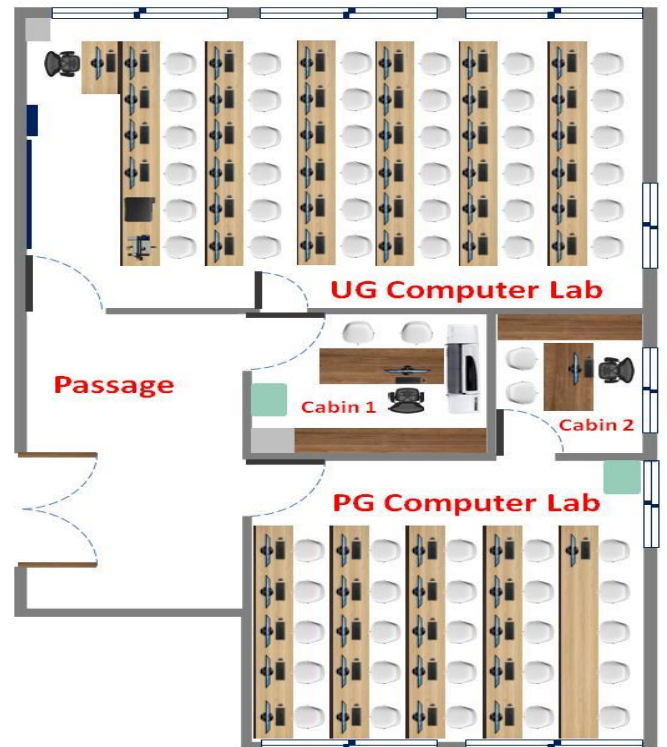 UG Computer Lab
Passage
Cabin 1
Cabin 2
PG Computer Lab